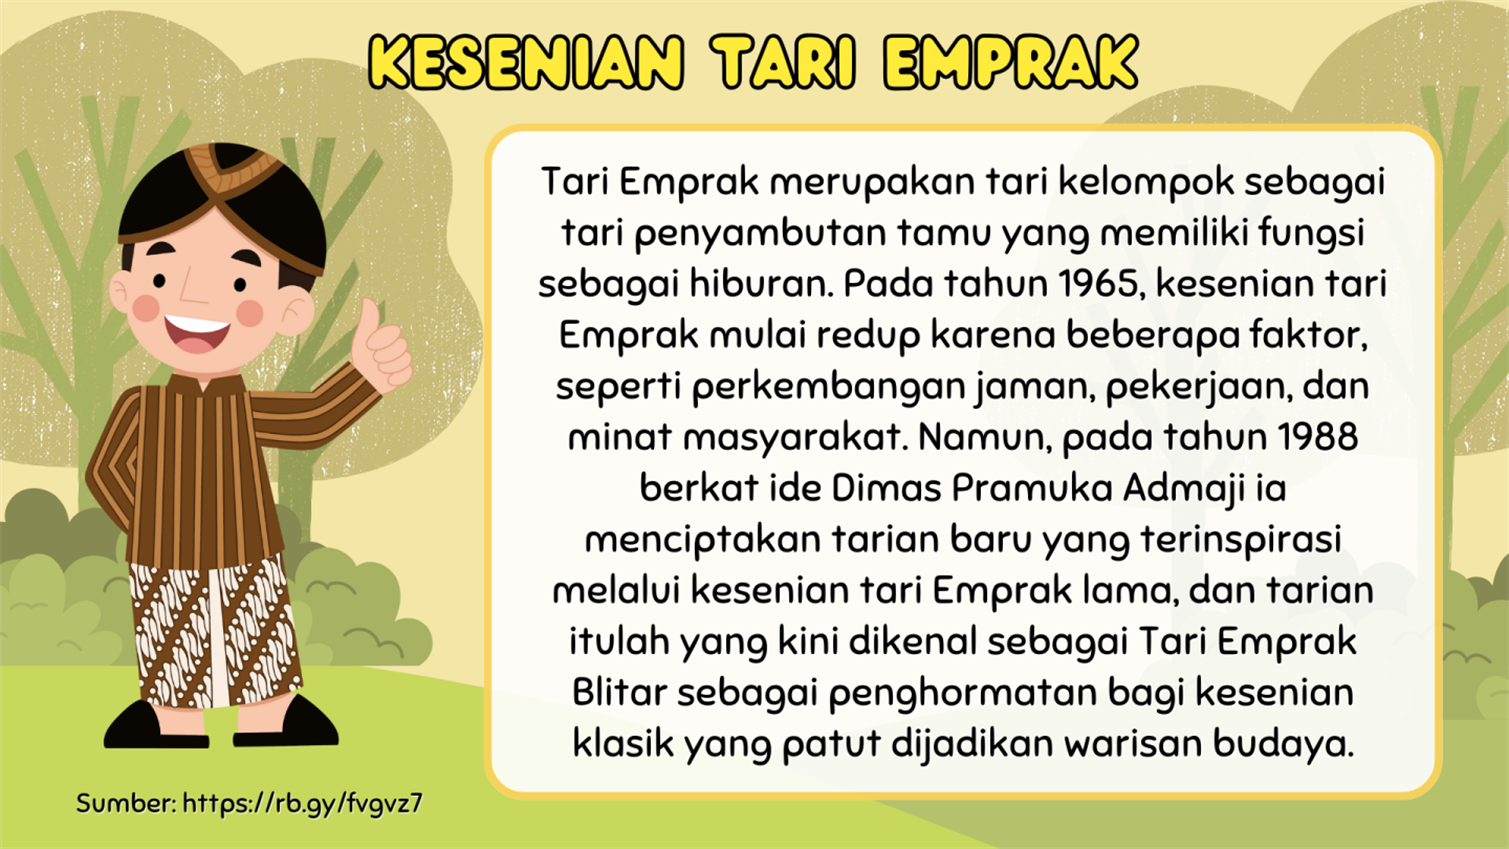 KESENIAN TARI EMPRAK
Tari Emprak merupakan tari kelompok sebagai
tari penyambutan tamu yang memiliki fungsi
sebagai hiburan. Pada tahun 1965, kesenian tari
Emprak mulai redup karena beberapa faktor,
seperti perkembangan jaman, pekerjaan, dan
minat masyarakat. Namun, pada tahun 1988
berkat ide Dimas Pramuka Admaji ia
menciptakan tarian baru yang terinspirasi
melalui kesenian tari Emprak lama, dan tarian
itulah yang kini dikenal sebagai Tari Emprak
Blitar sebagai penghormatan bagi kesenian
klasik yang patut dijadikan warisan budaya.
Sumber: https://rb.gy/fvgvz7